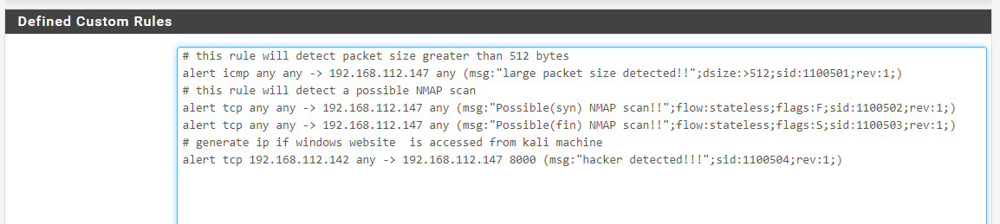 Defined Custom Rules
# this rule will detect packet size greater than 512 bytes
alert icmp any any -> 192.168.112.147 any (msg:"large packet size detected!!";dsize:>512;sid:1100501;rev:1;)
# this rule will detect a possible NMAP scan
alert tcp any any -> 192.168.112.147 any (msg:"Possible(syn) NMAP scan!!";flow:stateless;flags:F;sid:1100502;rev:1;)
alert tcp any any -> 192.168.112.147 any (msg:"Possible(fin) NMAP scan!!";flow:stateless;flags:S;sid:1100503;rev:1;)
# generate ip if windows website  is accessed from kali machine
alert tcp 192.168.112.142 any -> 192.168.112.147 8000 (msg:"hacker detected!!!";sid:1100504;rev:1;)